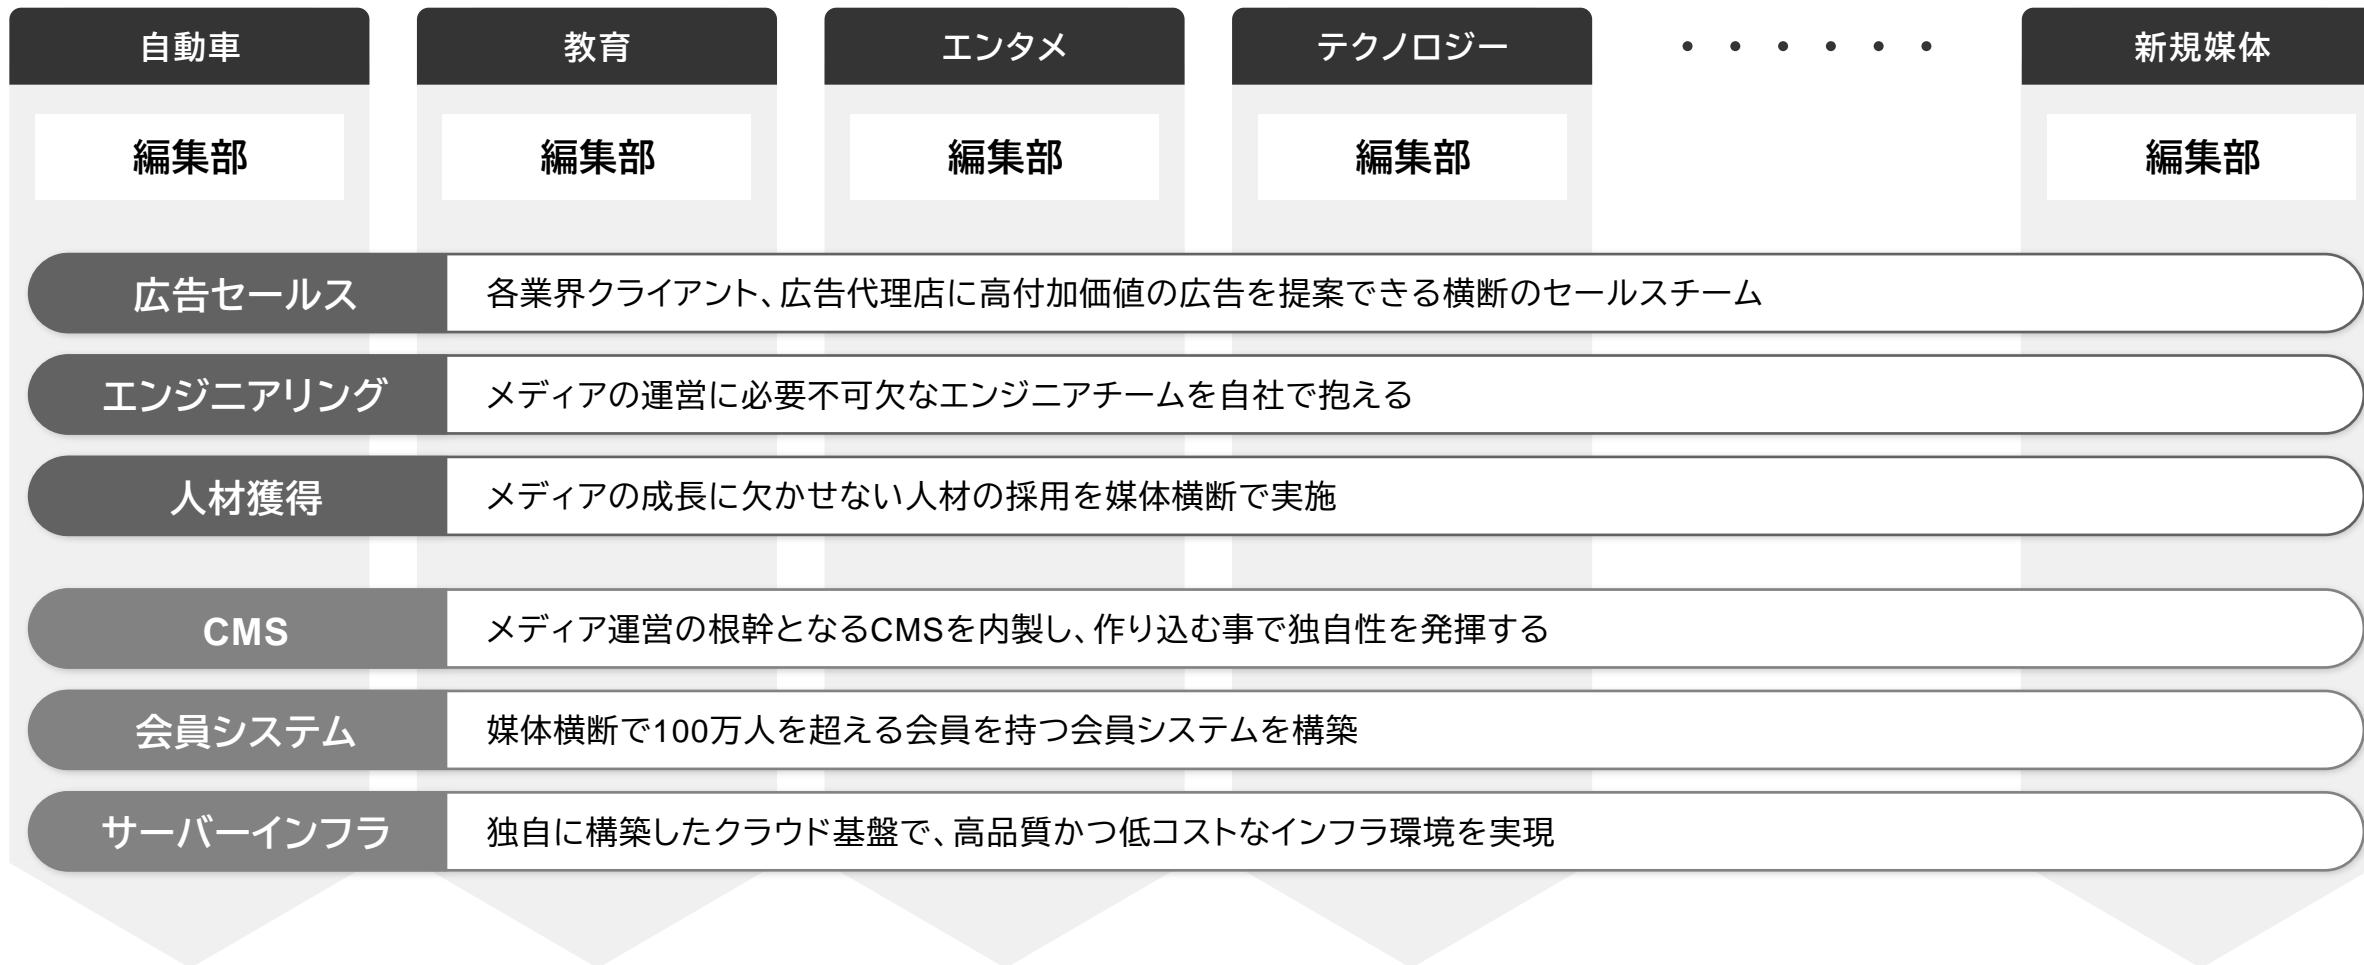 自動車
教育
エンタメ
テクノロジー
・・・・・・
新規媒体
編集部
編集部
編集部
編集部
編集部
広告セールス
各業界クライアント、広告代理店に高付加価値の広告を提案できる横断のセールスチーム
エンジニアリング
メディアの運営に必要不可欠なエンジニアチームを自社で抱える
人材獲得
メディアの成長に欠かせない人材の採用を媒体横断で実施
CMS
メディア運営の根幹となるCMSを内製し、作り込む事で独自性を発揮する
会員システム
媒体横断で100万人を超える会員を持つ会員システムを構築
サーバーインフラ
独自に構築したクラウド基盤で、高品質かつ低コストなインフラ環境を実現